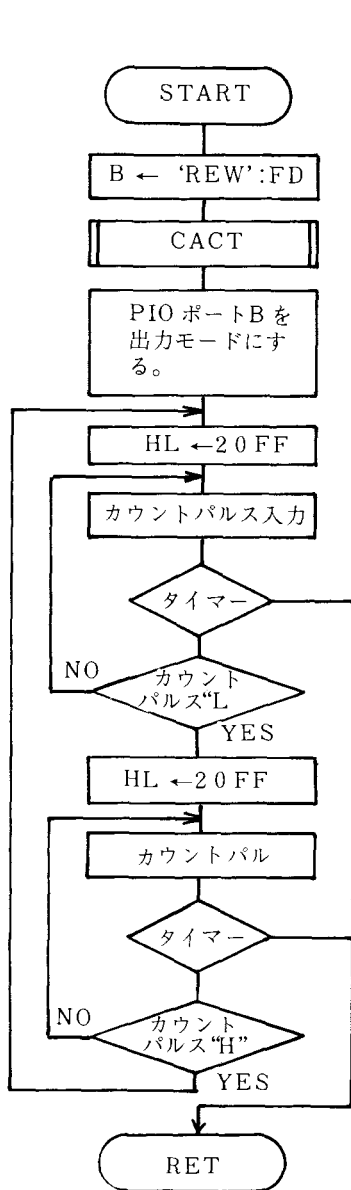 START
B ← 'REW':FD
CACT
PIO ポートB を
出力モードにす
る。
HL ←20FF
カウントパルス入力
タイマー
NO
カウント
パルス“L
YES
HL ←20FF
カウントパル
タイマー
NO
カウント
パルス“H”
YES
RET